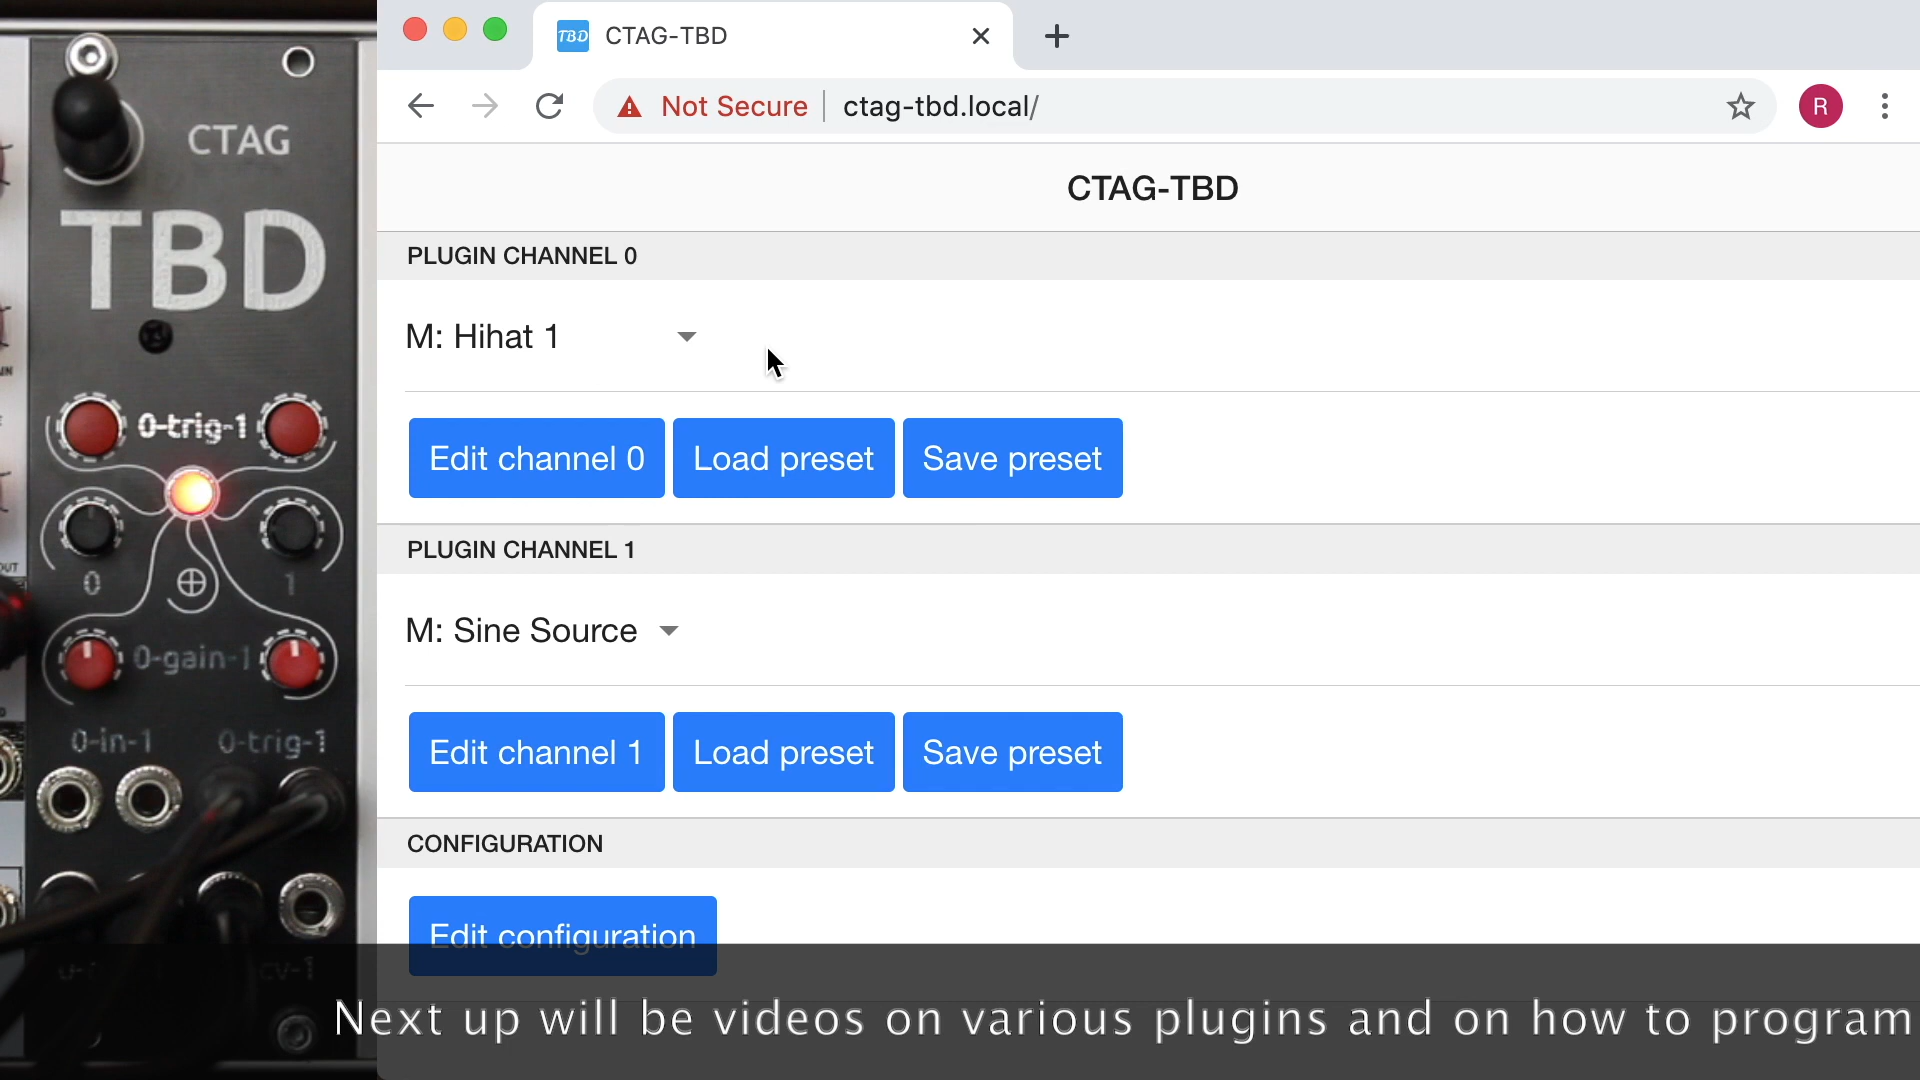 CTAG
TBD
0-trig-1
0
1
0-gain-1
0-in-1
0-trig-1
cv-1
TBD
CTAG-TBD
Not Secure
ctag-tbd.local/
R
CTAG-TBD
PLUGIN CHANNEL 0
M: Hihat 1
Edit channel 0
Load preset
Save preset
PLUGIN CHANNEL 1
M: Sine Source
Edit channel 1
Load preset
Save preset
CONFIGURATION
Edit configuration
Next up will be videos on various plugins and on how to program